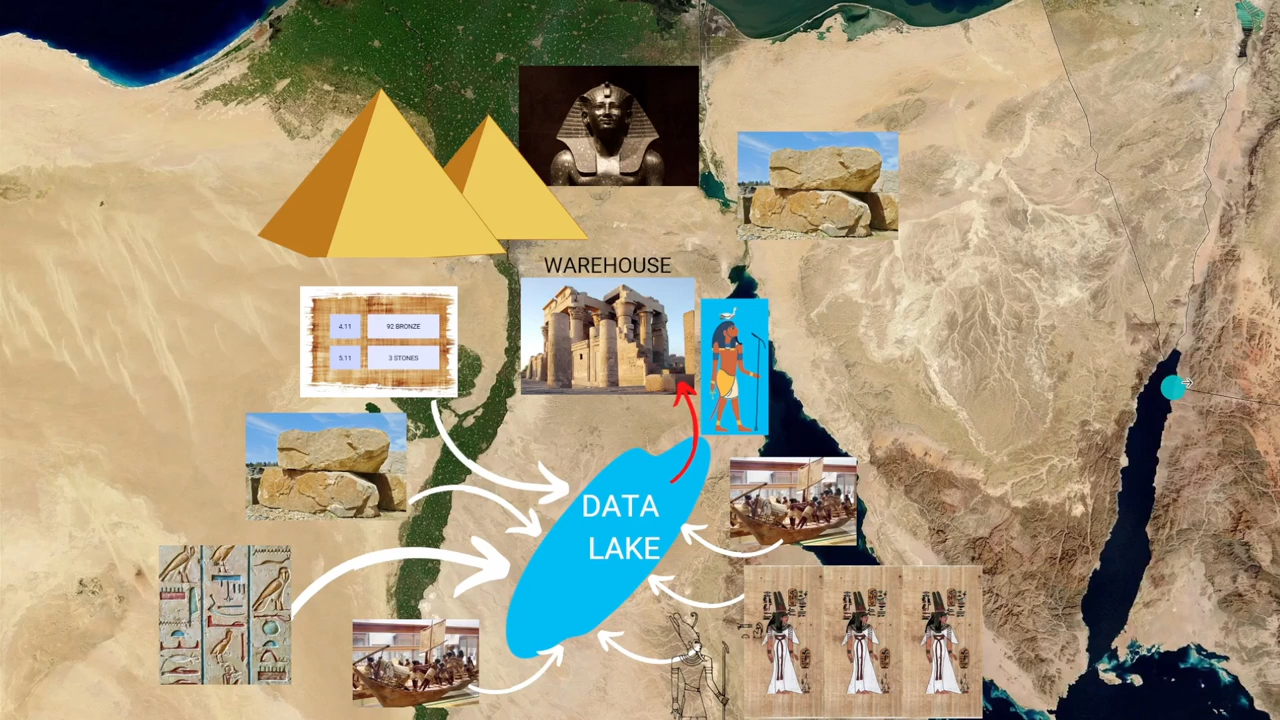 WAREHOUSE
4.11 92 BRONZE
5.11 3 STONES
DATA
LAKE